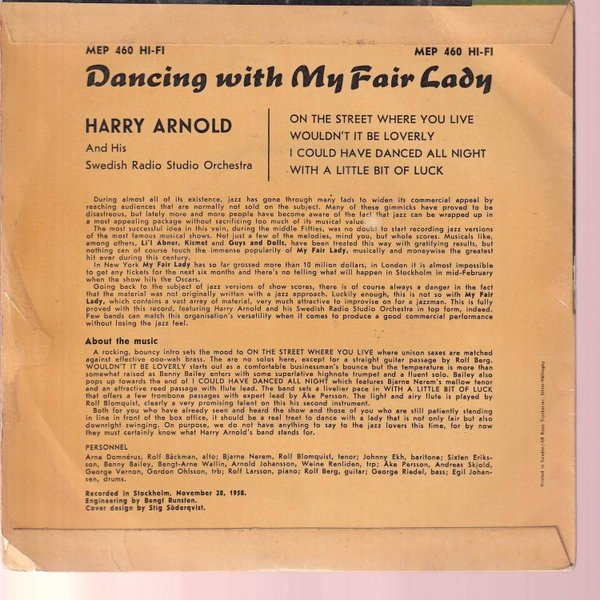 MEP 460 HI-FI
MEP 460 HI-FI
Dancing with My Fair Lady
HARRY ARNOLD
And His
Swedish Radio Studio Orchestra
ON THE STREET WHERE YOU LIVE
WOULDN'T IT BE LOVERLY
I COULD HAVE DANCED ALL NIGHT
WITH A LITTLE BIT OF LUCK
During almost all of its existence, jazz has gone through many fads to widen its commercial appeal by
reaching audiences that are normally not sold on the subject. Many of these gimmicks have proved to be
disastreous, but lately more and more people have become aware of the fact that jazz can be wrapped up in
a most appealing package without sacrificing too much of its musical value.
The most successful idea in this vein, during the middle Fifties, was no doubt to start recording jazz versions
of the most famous musical shows. Not just a few of the melodies, mind you, but whole scores. Musicals like,
among others, Li'l Abner, Kismet and Guys and Dolls, have been treated this way with gratifying results, but
nothing can of course touch the immense popularity of My Fair Lady, musically and moneywise the greatest
hit ever during this century.
In New York My Fair Lady has so far grossed more than 10 milion dollars, in London it is almost impossible
to get any tickets for the next six months and there's no telling what will happen in Stockholm in mid-February
when the show hits the Oscars.
Going back to the subject of jazz versions of show scores, there is of course always a danger in the fact
that the material was not originally written with a jazz approach. Luckily enough, this is not so with My Fair
Lady, which contains a vast array of material, very much attractive to improvise on for a jazzman. This is fully
proved with this record, featuring Harry Arnold and his Swedish Radio Studio Orchestra in top form, indeed.
Few bands can match this organisation's versatility when it comes to produce a good commercial performance
without losing the jazz feel.
About the music
A rocking, bouncy intro sets the mood to ON THE STREET WHERE YOU LIVE where unison saxes are matched
against effective ooo-wah brass. The are no solos here, except for a straight guitar passage by Rolf Berg.
WOULDN'T IT BE LOVERLY starts out as a comfortable businessman's bounce but the temperature is more than
somewhat raised as Benny Bailey enters with some superlative highnote trumpet and a fluent solo. Bailey also
pops up towards the end of I COULD HAVE DANCED ALL NIGHT which features Bjarne Nerem's mellow tenor
and an attractive reed passage with flute lead. The band sets a livelier pace in WITH A LITTLE BIT OF LUCK
that offers a few trombone passages with expert lead by Åke Persson. The light and airy flute is played by
Rolf Blomquist, clearly a very promising talent on this his second instrument.
Both for you who have already seen and heard the show and those of you who are still patiently standing
in line in front of the box office, it should be a real treat to dance with a lady that is not only fair but also
downright swinging. On purpose, we do not have anything to say to the jazz lovers this time, for by now
they must certainly know what Harry Arnold's band stands for.
PERSONNEL
Arne Domnérus, Rolf Bäckman, alto; Bjarne Nerem, Rolf Blomquist, tenor; Johnny Ekh, baritone; Sixten Eriks-
son, Benny Bailey, Bengt-Arne Wallin, Arnold Johansson, Weine Renliden, trp; Åke Persson, Andreas Skjold,
George Vernon, Gordon Ohlsson, trb; Rolf Larsson, piano; Rolf Berg, guitar; George Riedel, bass; Egil Johan-
sen, drums.
Recorded in Stockholm, November 28, 1958.
Engineering by Bengt Runsten.
Cover design by Stig Söderqvist.
Printed in Sweden/AB